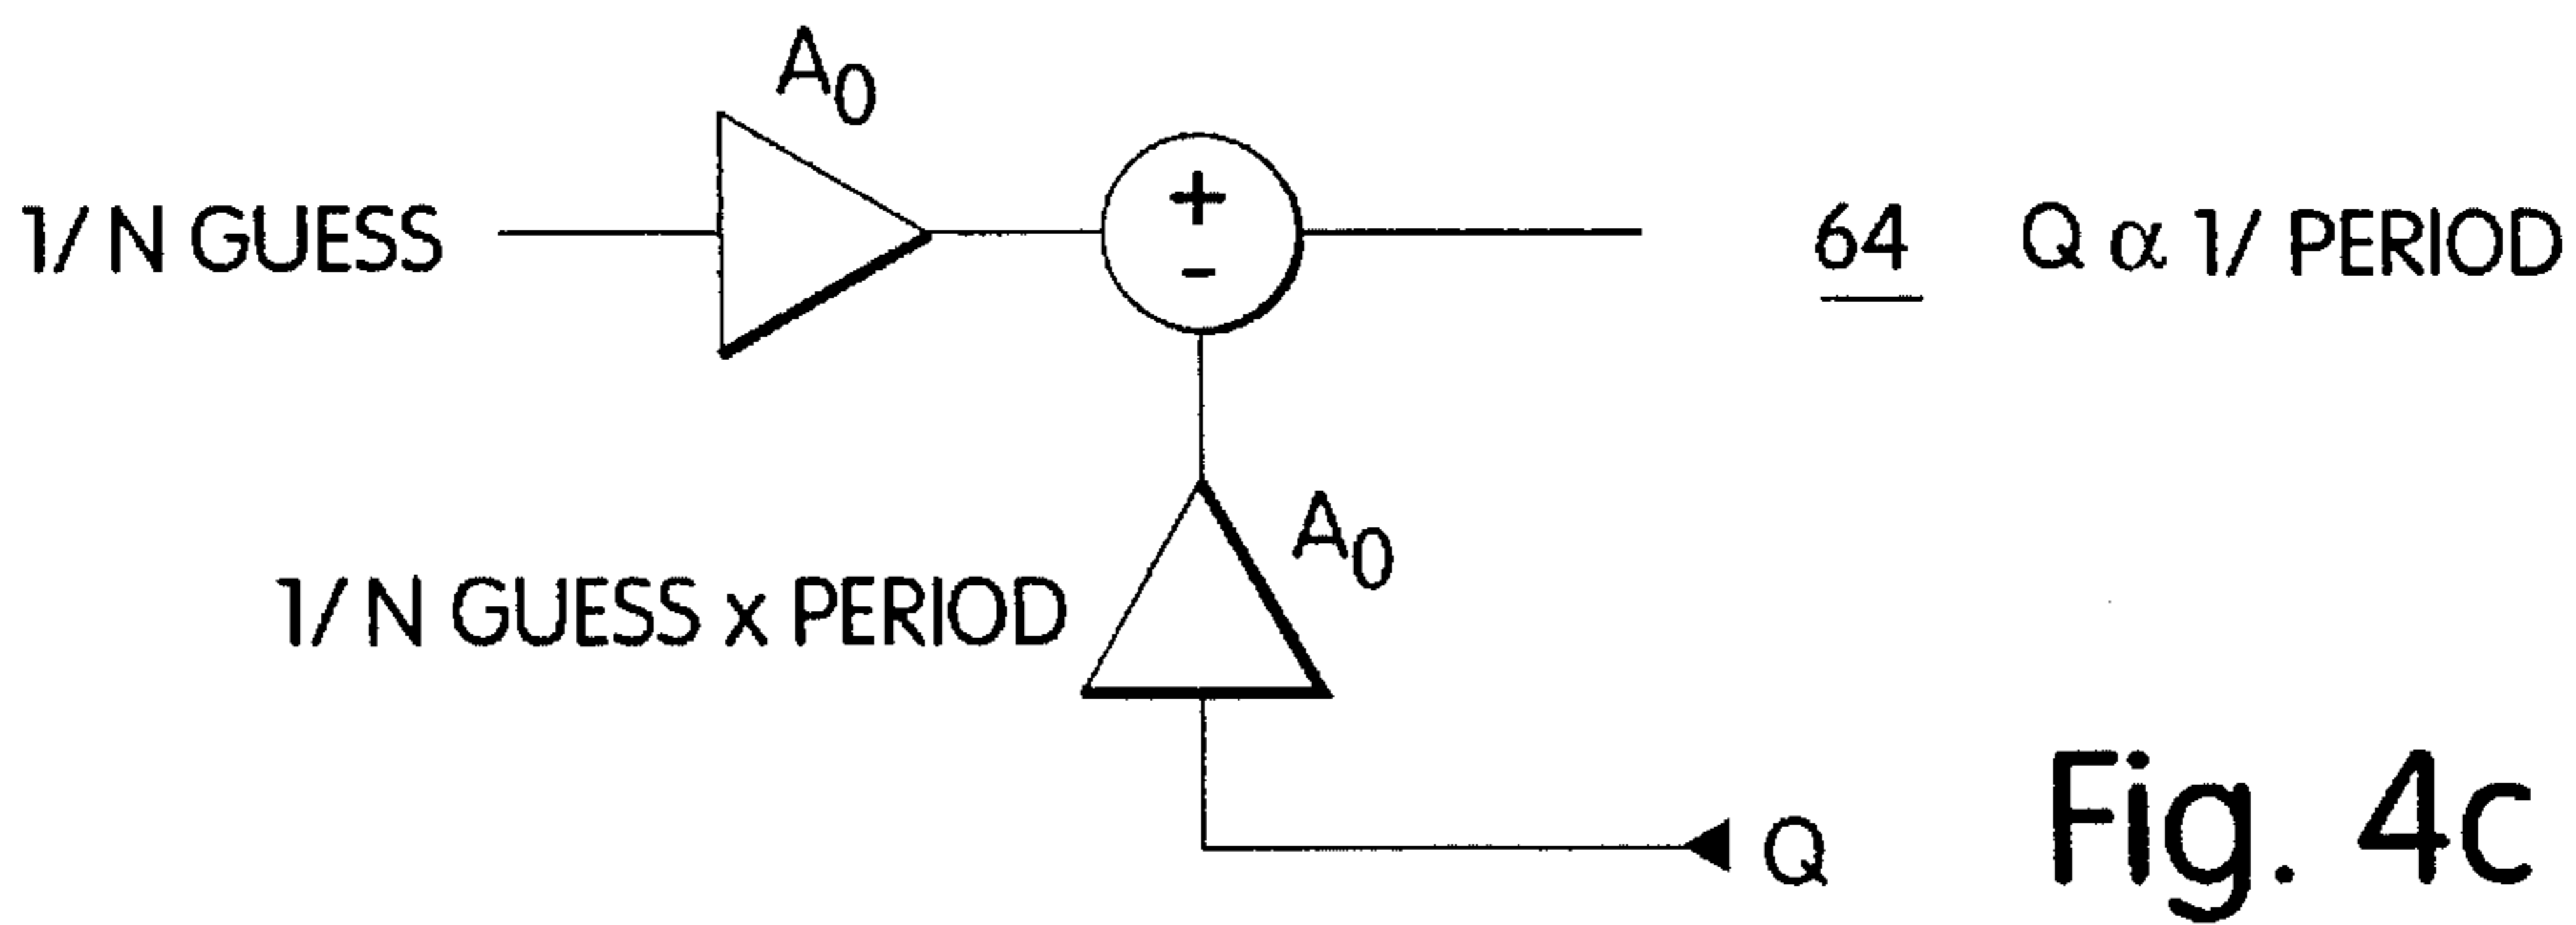 A0
1/ N GUESS
+
-
64 Q α 1/ PERIOD
A0
1/ N GUESS x PERIOD
Q
Fig. 4c